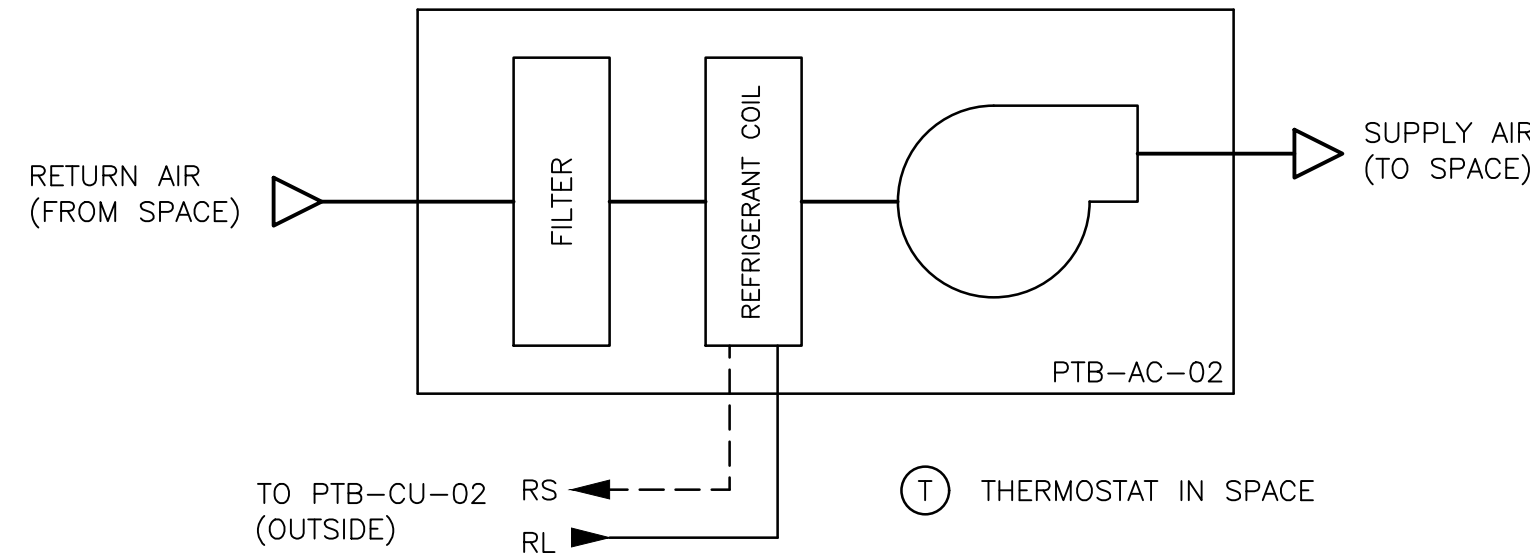 RETURN AIR
(FROM SPACE)
FILTER
REFRIGERANT COIL
SUPPLY AIR
(TO SPACE)
PTB-AC-02
TO PTB-CU-02
(OUTSIDE)
RS
RL
T
THERMOSTAT IN SPACE